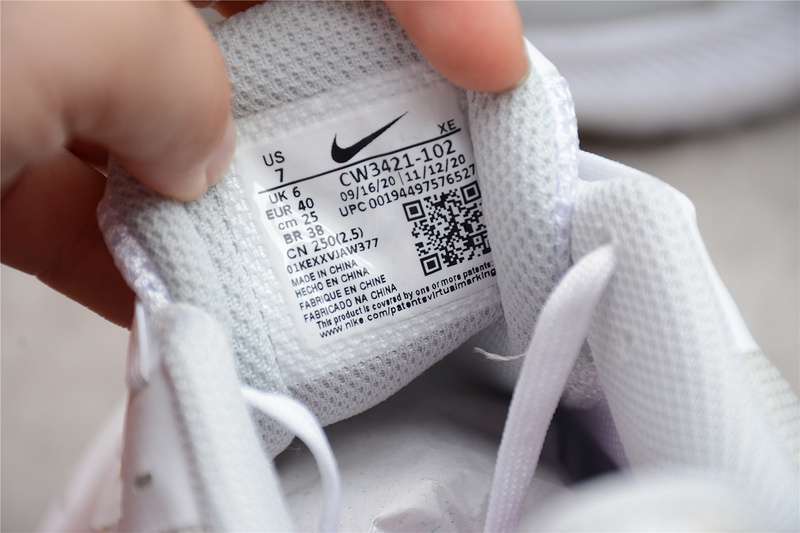 US
7
XE
UK 6
EUR 40
cm 25
BR 38
CN 250(2.5)
01KEXXVJAW377
CW3421-102
09/16/20 11/12/20
UPC 00194497576527
MADE IN CHINA
HECHO EN CHINA
FABRIQUE EN CHINE
FABRICADO NA CHINA
This product is covered by one or more patents.
www.nike.com/patentsvirtualmarking